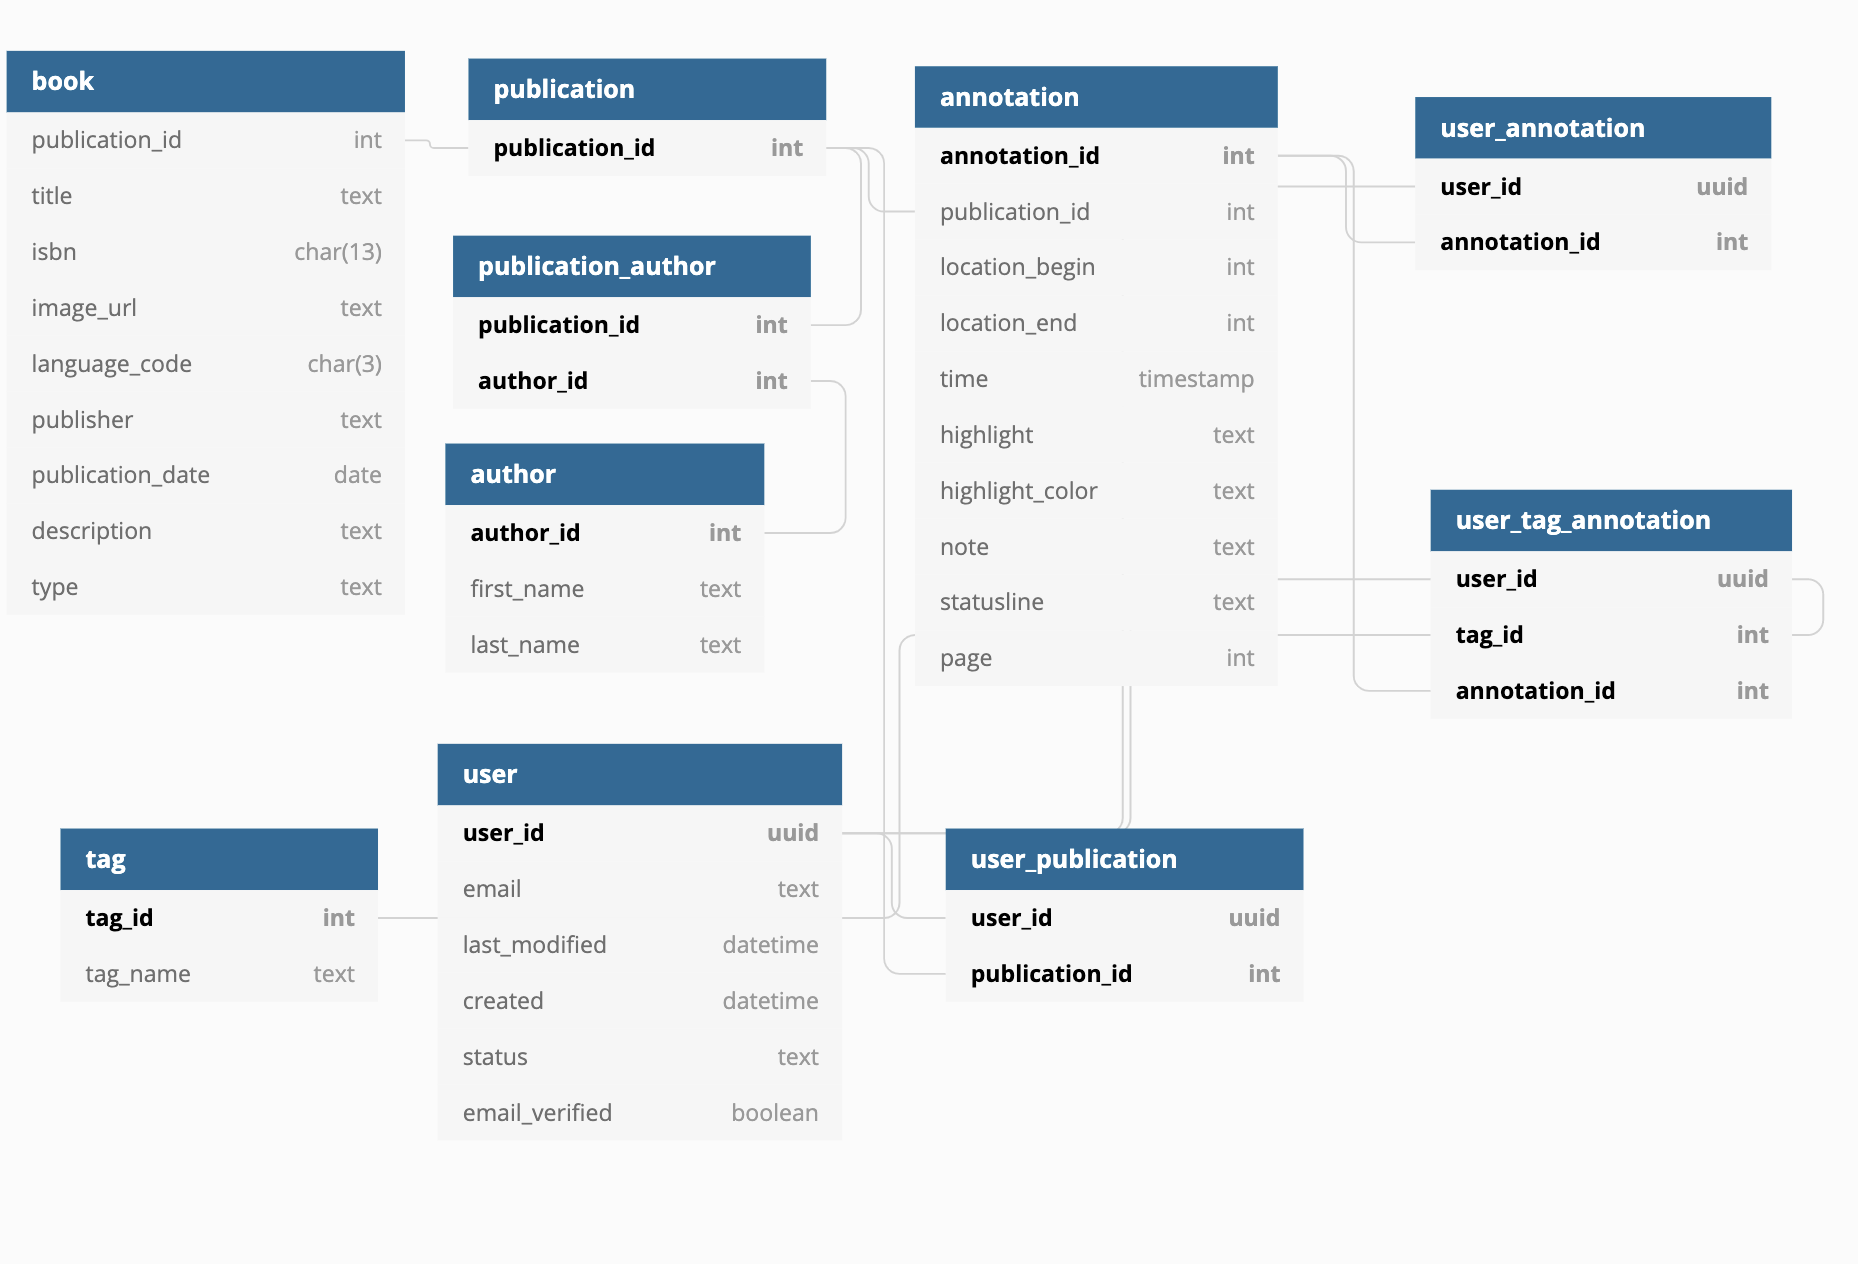 book
publication_id int
title text
isbn char(13)
image_url text
language_code char(3)
publisher text
publication_date date
description text
type text
publication
publication_id int
publication_author
publication_id int
author_id int
author
author_id int
first_name text
last_name text
annotation
annotation_id int
publication_id int
location_begin int
location_end int
time timestamp
highlight text
highlight_color text
note text
statusline text
page int
user_annotation
user_id uuid
annotation_id int
user_tag_annotation
user_id uuid
tag_id int
annotation_id int
tag
tag_id int
tag_name text
user
user_id uuid
email text
last_modified datetime
created datetime
status text
email_verified boolean
user_publication
user_id uuid
publication_id int